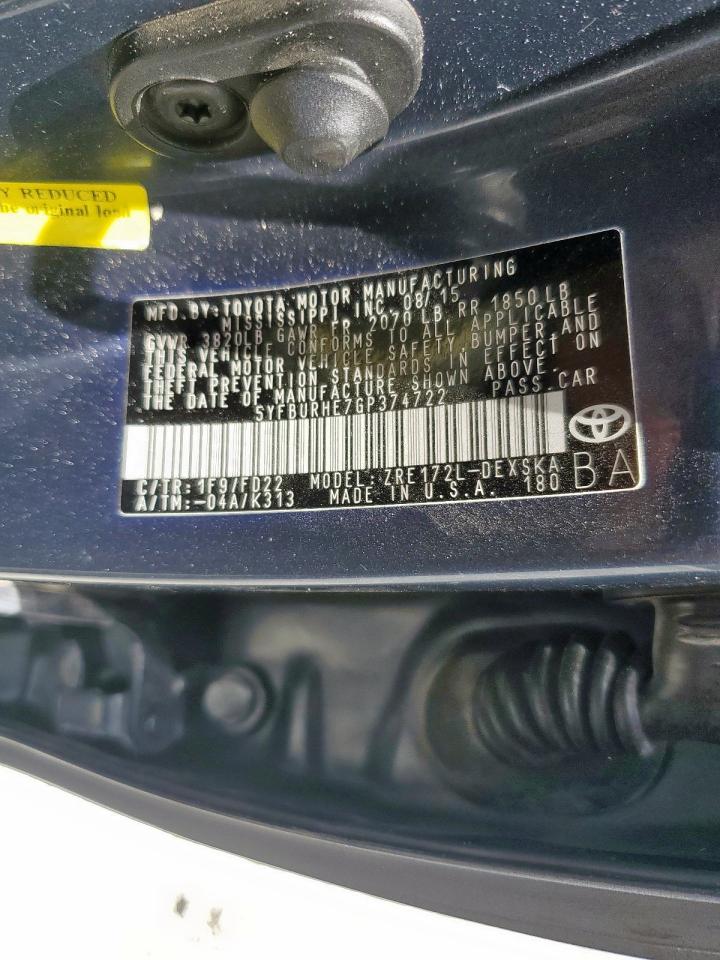 Y REDUCED
he original load
MFD. BY: TOYOTA MOTOR MANUFACTURING
MISSISSIPPI, INC. 08/15
GVWR 3820LB GAWR FR 2070 LB. RR 1850 LB
THIS VEHICLE CONFORMS TO ALL APPLICABLE
FEDERAL MOTOR VEHICLE SAFETY BUMPER, AND
THEFT PREVENTION STANDARDS IN EFFECT ON
THE DATE OF MANUFACTURE SHOWN ABOVE.
5YFBURHE7GP374722 PASS.CAR
C/TR: 1F9/FD22 MODEL: ZRE172L-DEXSKA
A/TM:-04A/K313 MADE IN U.S.A. 180 BA